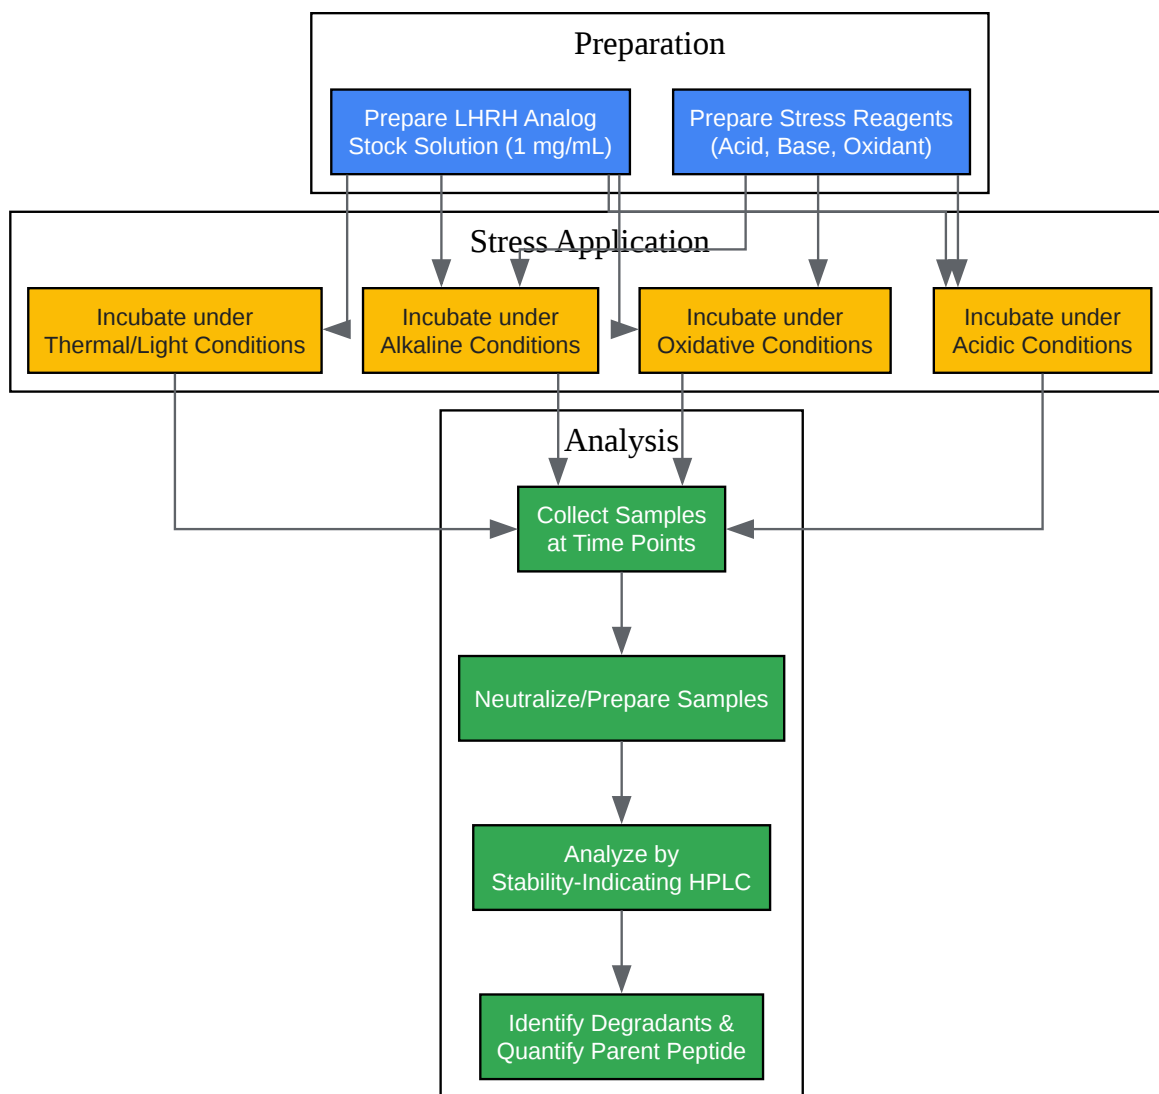 Preparation
Prepare LHRH Analog
Stock Solution (1 mg/mL)
Prepare Stress Reagents
(Acid, Base, Oxidant)
Stress Application
Incubate under
Thermal/Light Conditions
Incubate under
Alkaline Conditions
Incubate under
Oxidative Conditions
Incubate under
Acidic Conditions
Analysis
Collect Samples
at Time Points
Neutralize/Prepare Samples
Analyze by
Stability-Indicating HPLC
Identify Degradants &
Quantify Parent Peptide